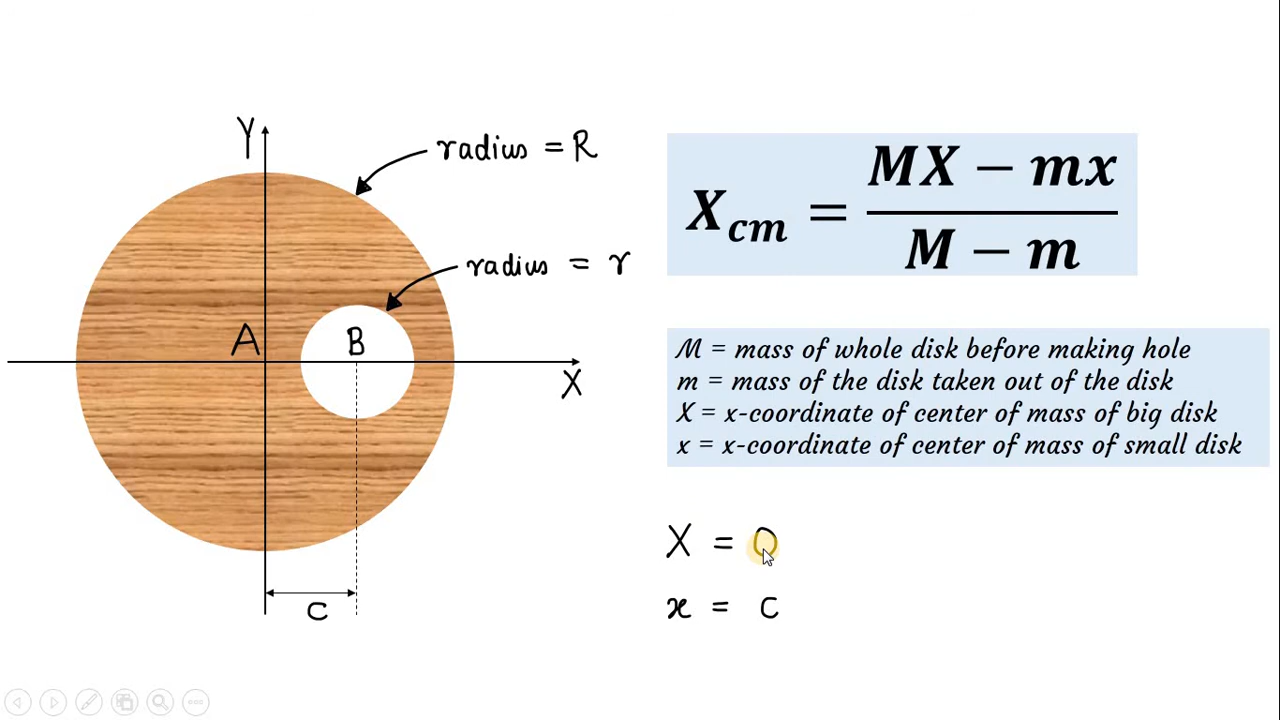 Y
radius = R
radius = r
A
B
X
C
X_cm = (MX − mx) / (M − m)
M = mass of whole disk before making hole
m = mass of the disk taken out of the disk
X = x-coordinate of center of mass of big disk
x = x-coordinate of center of mass of small disk
X = 0
x = c